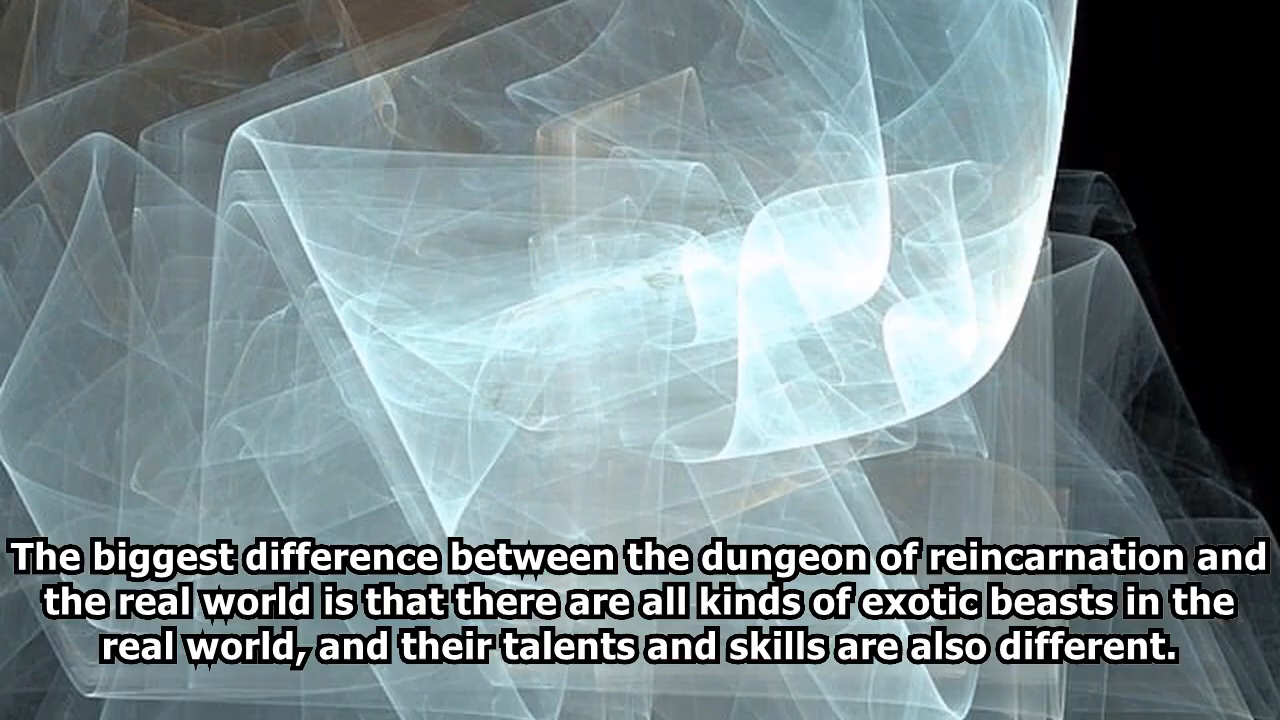 The biggest difference between the dungeon of reincarnation and
the real world is that there are all kinds of exotic beasts in the
real world, and their talents and skills are also different.